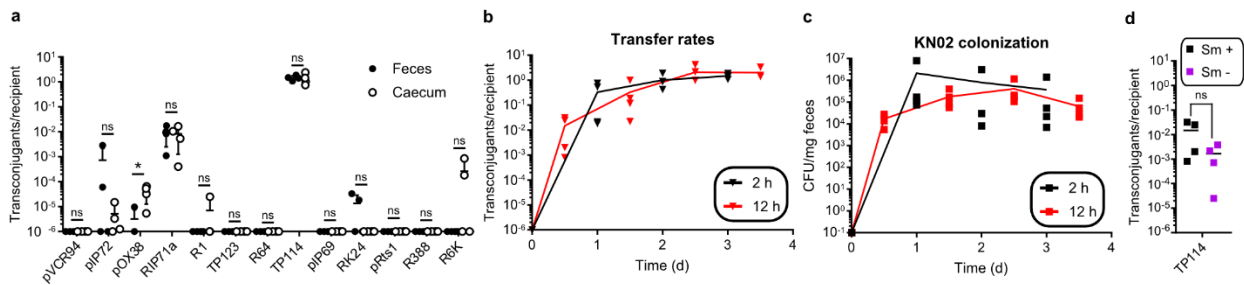 a
Transconjugants/recipient
10¹
10⁰
10⁻¹
10⁻²
10⁻³
10⁻⁴
10⁻⁵
10⁻⁶
Feces
Caecum
ns
ns
*
ns
ns
ns
ns
ns
ns
ns
ns
ns
ns
pVCR94
pIP72
pOX38
RIP71a
R1
TP123
R64
TP114
pIP69
RK24
pRts1
R388
R6K
b
Transfer rates
Transconjugants/recipient
10¹
10⁰
10⁻¹
10⁻²
10⁻³
10⁻⁴
10⁻⁵
10⁻⁶
2 h
12 h
0
1
2
3
4
Time (d)
c
KN02 colonization
CFU/mg feces
10⁷
10⁶
10⁵
10⁴
10³
10²
10¹
10⁰
10⁻¹
2 h
12 h
0
1
2
3
4
Time (d)
d
Sm +
Sm -
Transconjugants/recipient
10¹
10⁰
10⁻¹
10⁻²
10⁻³
10⁻⁴
10⁻⁵
10⁻⁶
ns
TP114